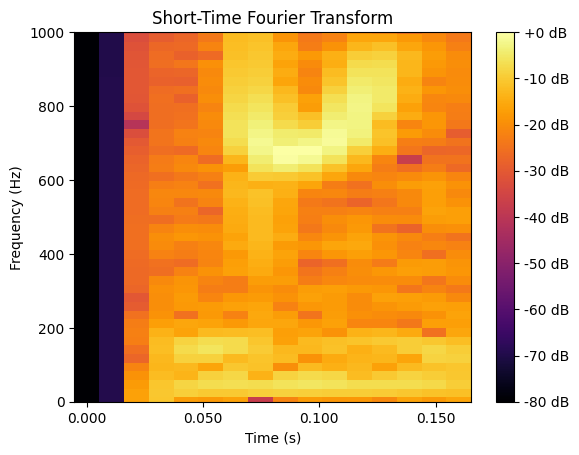 Short-Time Fourier Transform
1000
800
600
400
200
0
Frequency (Hz)
0.000
0.050
0.100
0.150
Time (s)
+0 dB
-10 dB
-20 dB
-30 dB
-40 dB
-50 dB
-60 dB
-70 dB
-80 dB